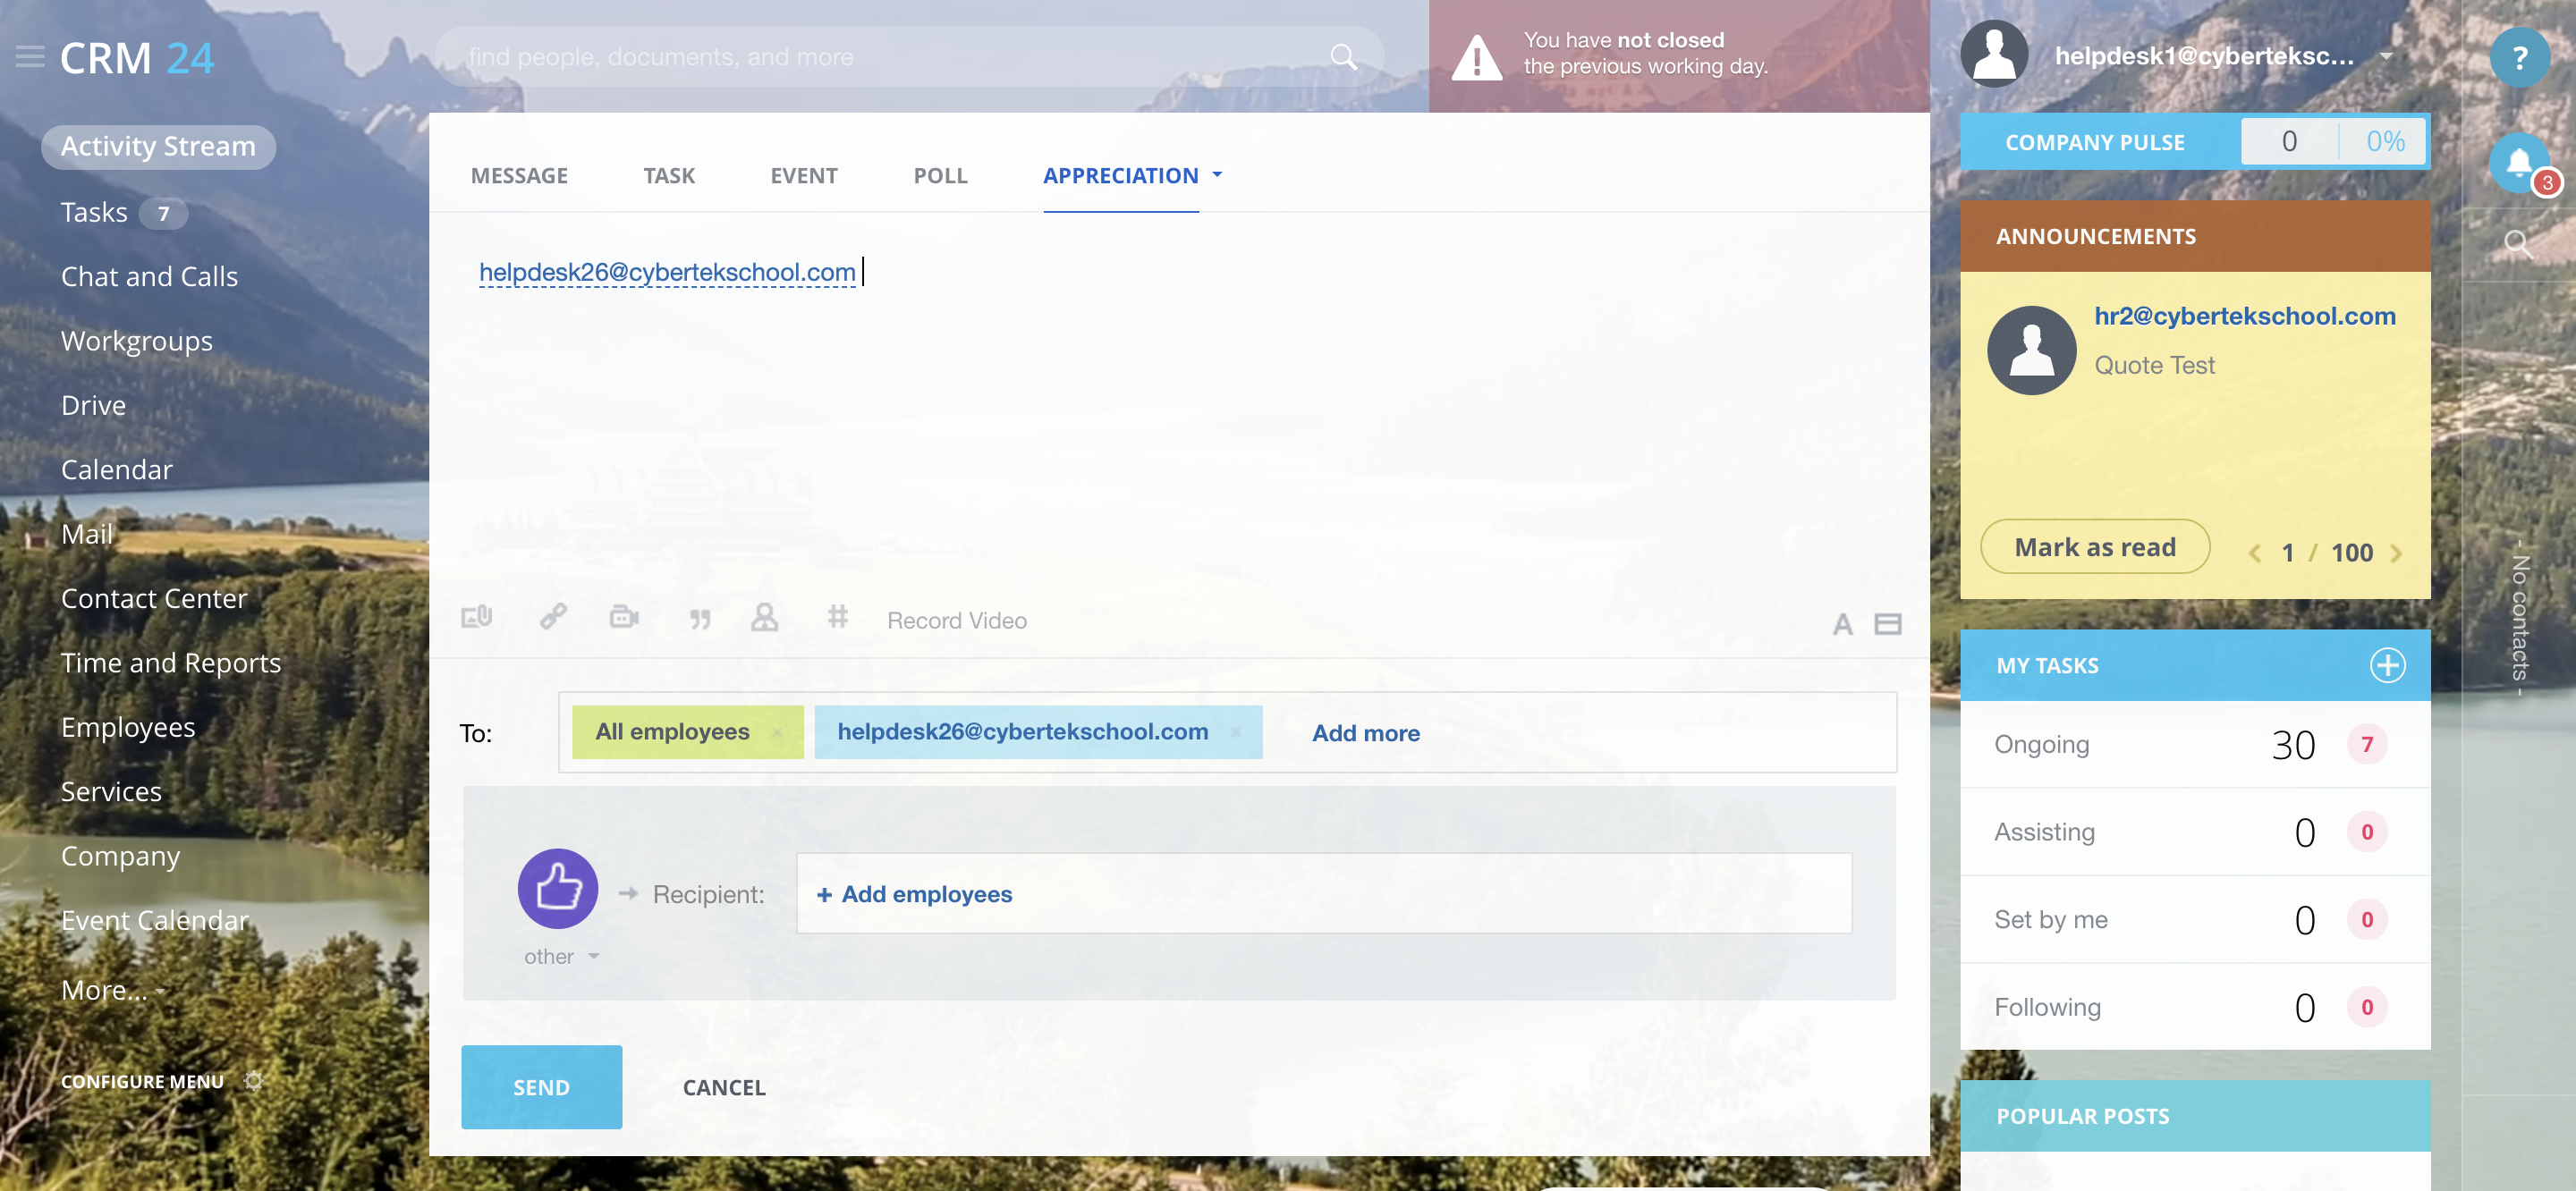 CRM 24
find people, documents, and more
You have not closed
the previous working day.
helpdesk1@cyberteksc...
?
Activity Stream
Tasks 7
Chat and Calls
Workgroups
Drive
Calendar
Mail
Contact Center
Time and Reports
Employees
Services
Company
Event Calendar
More...
CONFIGURE MENU
MESSAGE TASK EVENT POLL APPRECIATION
helpdesk26@cybertekschool.com
Record Video
A
To: All employees × helpdesk26@cybertekschool.com × Add more
Recipient: + Add employees
other
SEND CANCEL
COMPANY PULSE 0 0%
ANNOUNCEMENTS
hr2@cybertekschool.com
Quote Test
Mark as read 1 / 100
MY TASKS
Ongoing 30 7
Assisting 0 0
Set by me 0 0
Following 0 0
POPULAR POSTS
3
- No contacts -